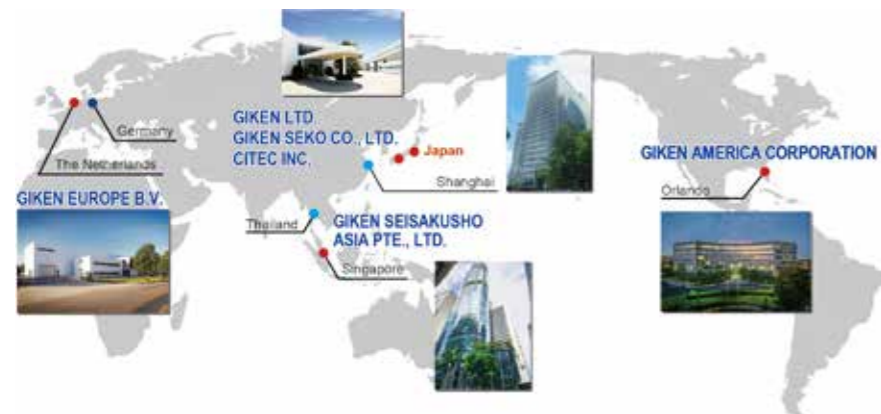 GIKEN LTD
GIKEN SEKO CO., LTD.
CITEC INC.
Germany
The Netherlands
GIKEN EUROPE B.V.
Japan
Shanghai
GIKEN AMERICA CORPORATION
Orlando
Thailand
GIKEN SEISAKUSHO
ASIA PTE., LTD.
Singapore